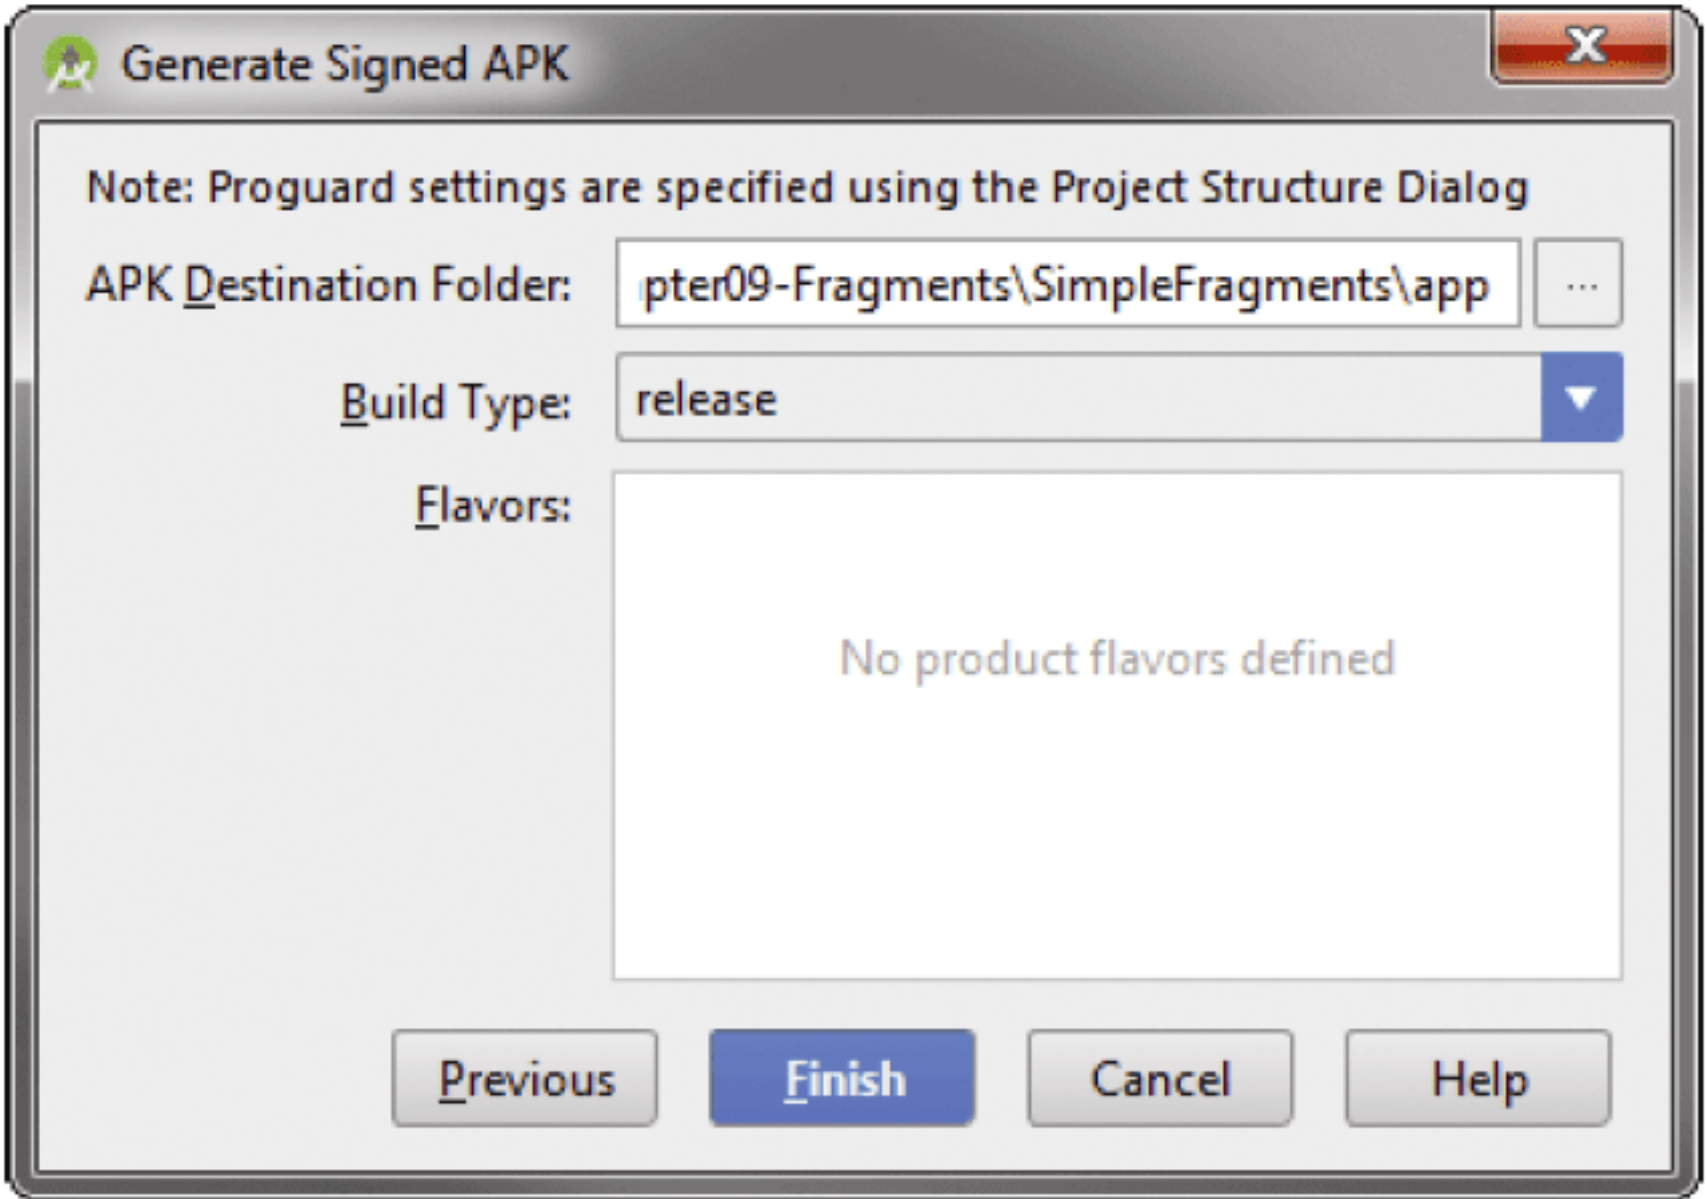 Generate Signed APK
Note: Proguard settings are specified using the Project Structure Dialog
APK Destination Folder: pter09-Fragments\SimpleFragments\app ...
Build Type: release
Flavors:
No product flavors defined
Previous Finish Cancel Help